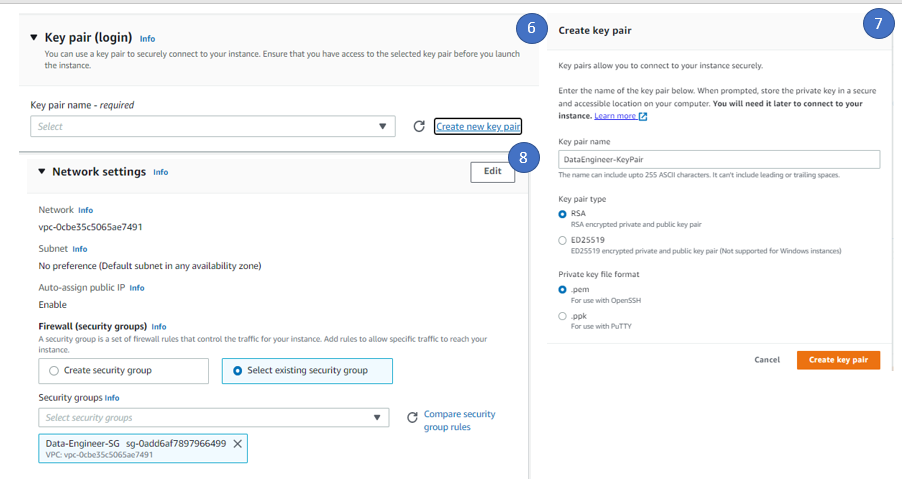 6
Key pair (login) Info
You can use a key pair to securely connect to your instance. Ensure that you have access to the selected key pair before you launch
the instance.
Key pair name - required
Select
Create new key pair
7
Create key pair
Key pairs allow you to connect to your instance securely.
Enter the name of the key pair below. When prompted, store the private key in a secure
and accessible location on your computer. You will need it later to connect to your
instance. Learn more
Key pair name
DataEngineer-KeyPair
The name can include upto 255 ASCII characters. It can't include leading or trailing spaces.
Key pair type
RSA
RSA encrypted private and public key pair
ED25519
ED25519 encrypted private and public key pair (Not supported for Windows instances)
Private key file format
.pem
For use with OpenSSH
.ppk
For use with PuTTY
Cancel
Create key pair
8
Network settings Info
Edit
Network Info
vpc-0cbe35c5065ae7491
Subnet Info
No preference (Default subnet in any availability zone)
Auto-assign public IP Info
Enable
Firewall (security groups) Info
A security group is a set of firewall rules that control the traffic for your instance. Add rules to allow specific traffic to reach your
instance.
Create security group
Select existing security group
Security groups Info
Select security groups
Compare security
group rules
Data-Engineer-SG sg-0add6af7897966499
VPC: vpc-0cbe35c5065ae7491